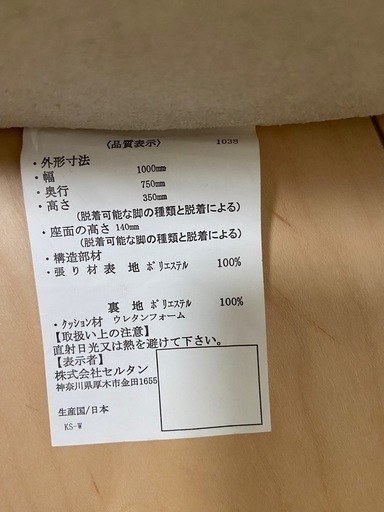 〈品質表示〉 1038
・外形寸法
・幅 1000mm
・奥行 750mm
・高さ 350mm
(脱着可能な脚の種類と脱着による)
・座面の高さ 140mm
(脱着可能な脚の種類と脱着による)
・構造部材
・張り材 表 地 ポリエステル 100%
裏 地 ポリエステル 100%
・クッション材 ウレタンフォーム
【取扱い上の注意】
直射日光又は熱を避けて下さい。
【表示者】
株式会社セルタン
神奈川県厚木市金田1655
生産国/日本
KS-W